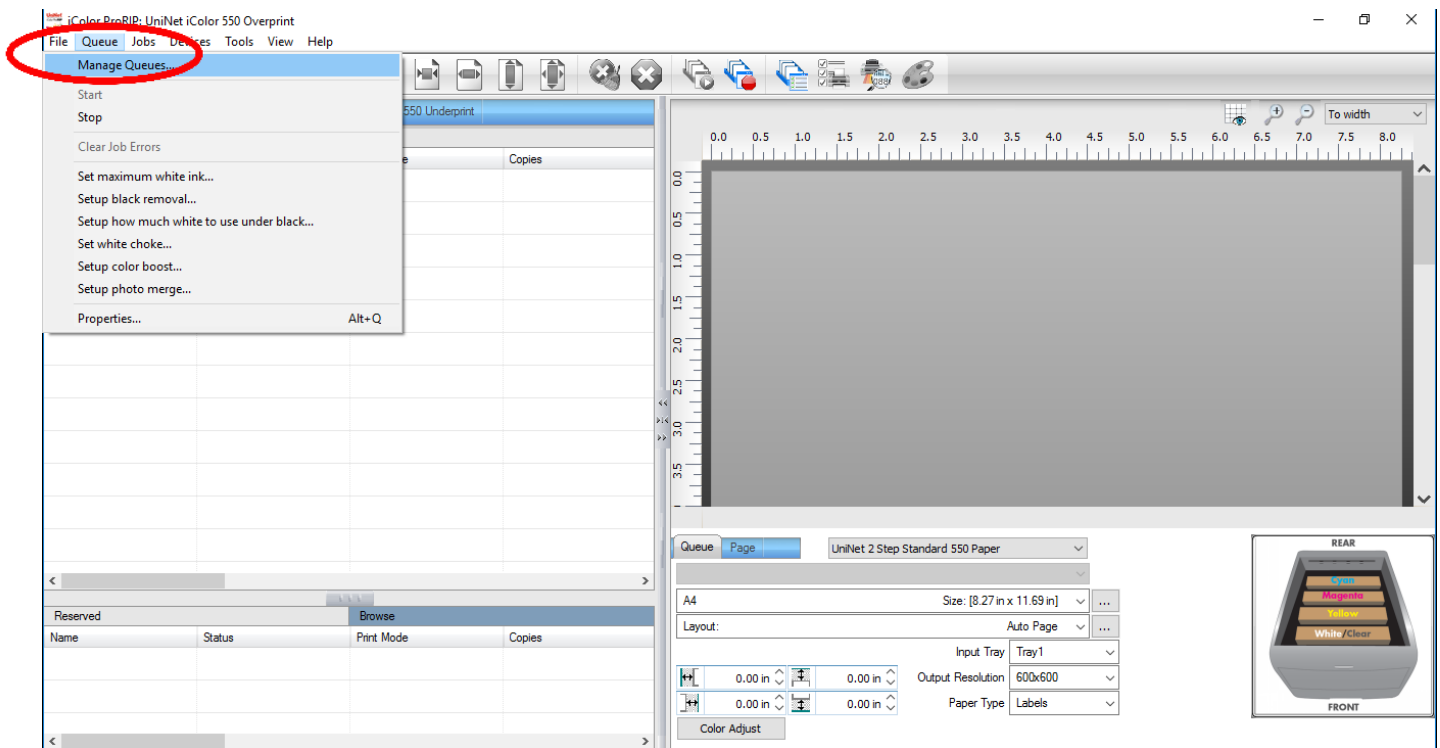 iColor ProRIP: UniNet iColor 550 Overprint
File Queue Jobs Devices Tools View Help
Manage Queues...
Start
Stop
Clear Job Errors
Set maximum white ink...
Setup black removal...
Setup how much white to use under black...
Set white choke...
Setup color boost...
Setup photo merge...
Properties... Alt+Q
550 Underprint
Copies
To width
0.0 0.5 1.0 1.5 2.0 2.5 3.0 3.5 4.0 4.5 5.0 5.5 6.0 6.5 7.0 7.5 8.0
0.0
0.5
1.0
1.5
2.0
2.5
3.0
3.5
Reserved Browse
Name Status Print Mode Copies
Queue Page UniNet 2 Step Standard 550 Paper
A4 Size: [8.27 in x 11.69 in] ...
Layout: Auto Page ...
Input Tray Tray1
0.00 in 0.00 in Output Resolution 600x600
0.00 in 0.00 in Paper Type Labels
Color Adjust
REAR
Cyan
Magenta
Yellow
White/Clear
FRONT